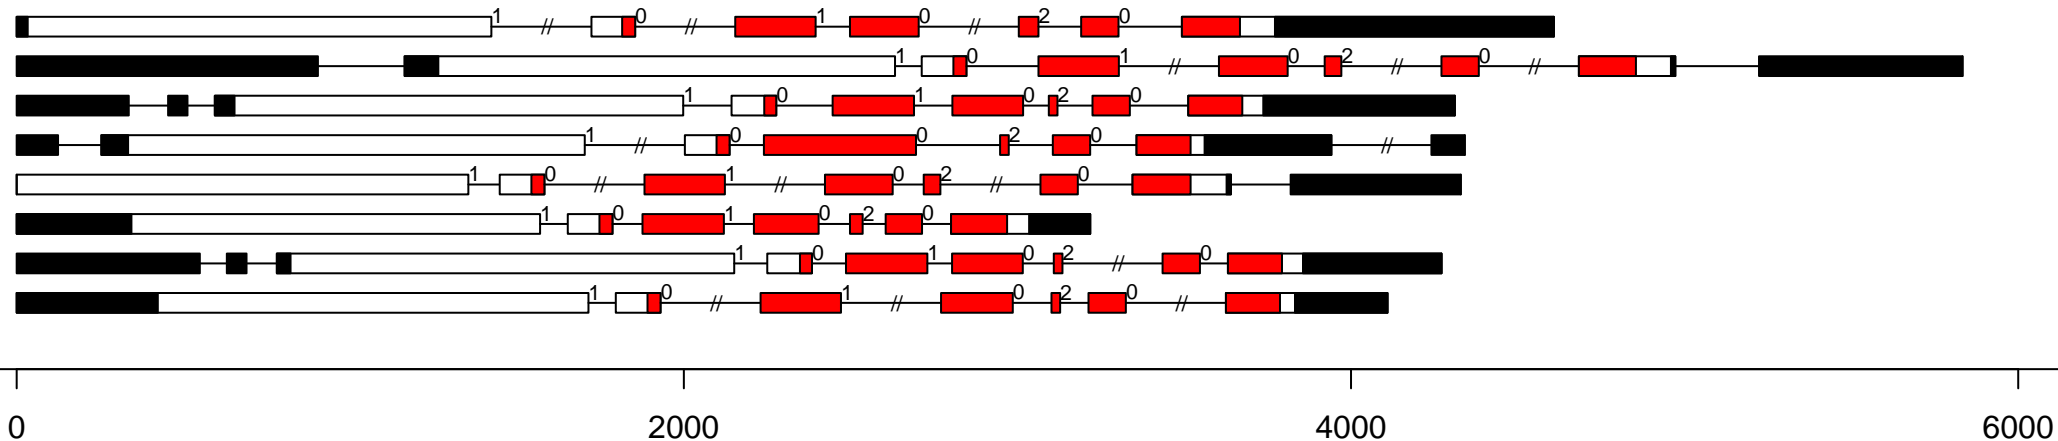 1 // 0 // 1 0 // 2 0
1 0 1 // 0 2 // 0 //
1 0 1 0 2 0
1 // 0 0 2 0 //
1 0 // 1 // 0 2 // 0
1 0 1 0 2 0
1 0 1 0 2 // 0
1 0 // 1 // 0 2 0 //
0 2000 4000 6000